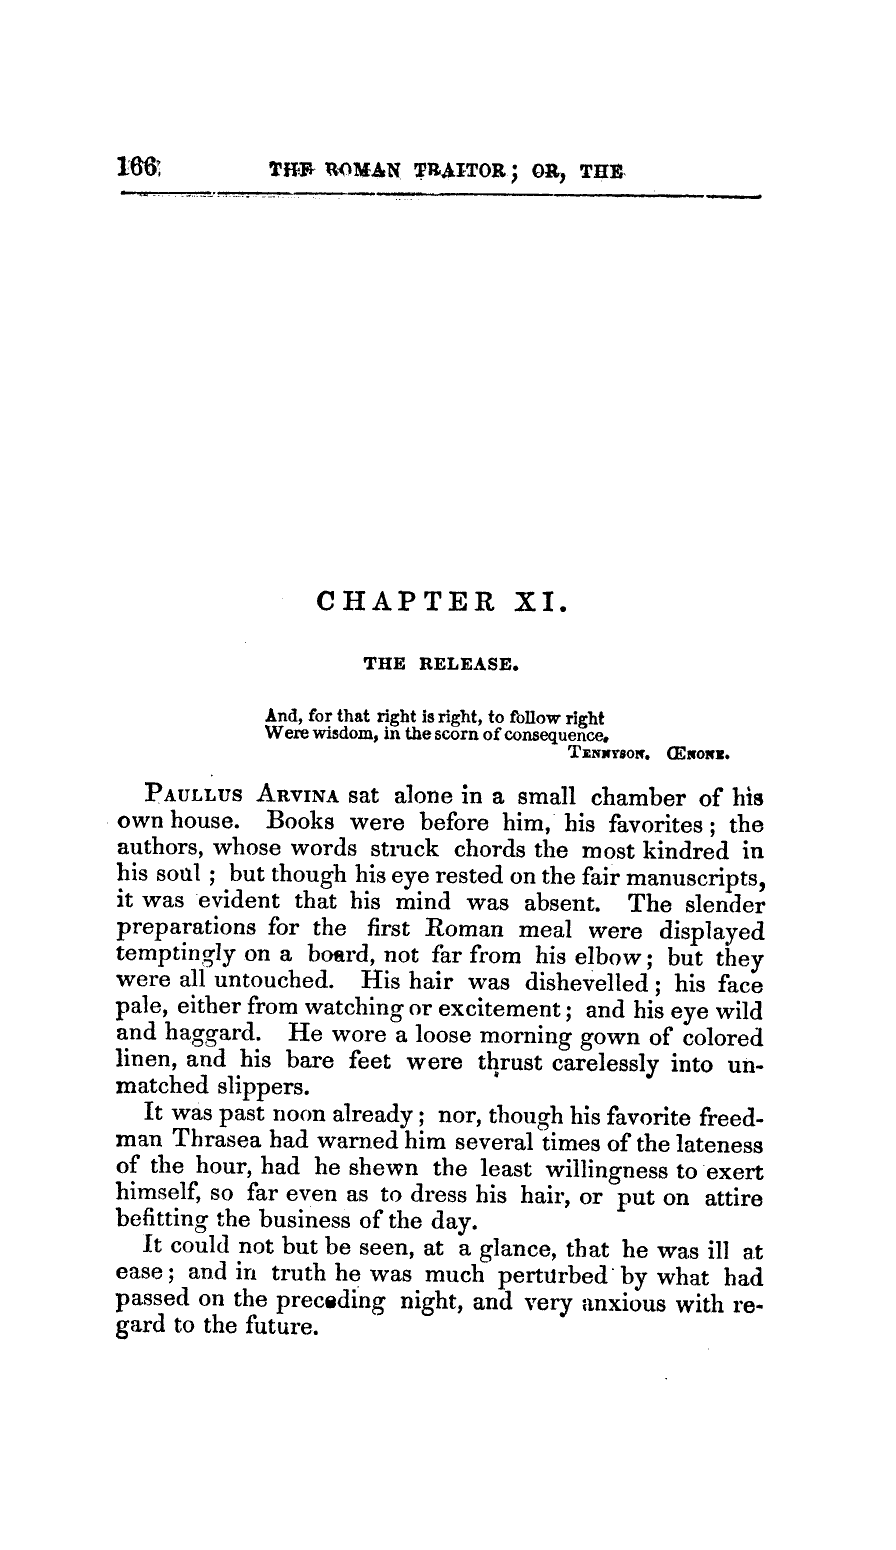 166 THE ROMAN TRAITOR; OR, THE
CHAPTER XI.
THE RELEASE.
And, for that right is right, to follow right
Were wisdom, in the scorn of consequence.
TENNYSON. ŒNONE.
PAULLUS ARVINA sat alone in a small chamber of his
own house. Books were before him, his favorites; the
authors, whose words struck chords the most kindred in
his soul; but though his eye rested on the fair manuscripts,
it was evident that his mind was absent. The slender
preparations for the first Roman meal were displayed
temptingly on a board, not far from his elbow; but they
were all untouched. His hair was dishevelled; his face
pale, either from watching or excitement; and his eye wild
and haggard. He wore a loose morning gown of colored
linen, and his bare feet were thrust carelessly into un-
matched slippers.
It was past noon already; nor, though his favorite freed-
man Thrasea had warned him several times of the lateness
of the hour, had he shewn the least willingness to exert
himself, so far even as to dress his hair, or put on attire
befitting the business of the day.
It could not but be seen, at a glance, that he was ill at
ease; and in truth he was much perturbed by what had
passed on the preceding night, and very anxious with re-
gard to the future.